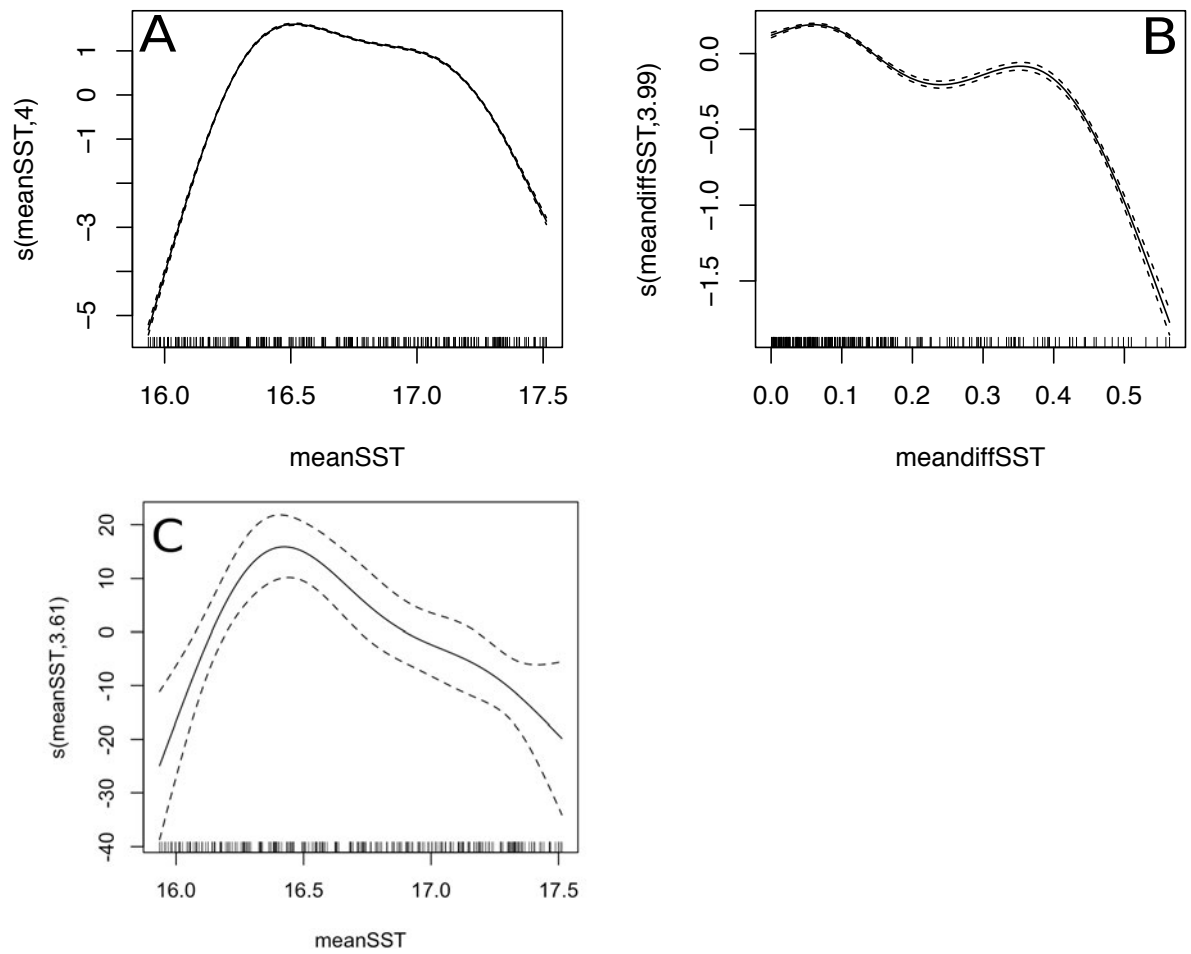 A
s(meanSST,4)
1
0
−1
−3
−5
16.0 16.5 17.0 17.5
meanSST
B
s(meandiffSST,3.99)
0.0
−0.5
−1.0
−1.5
0.0 0.1 0.2 0.3 0.4 0.5
meandiffSST
C
s(meanSST,3.61)
20
10
0
-10
-20
-30
-40
16.0 16.5 17.0 17.5
meanSST